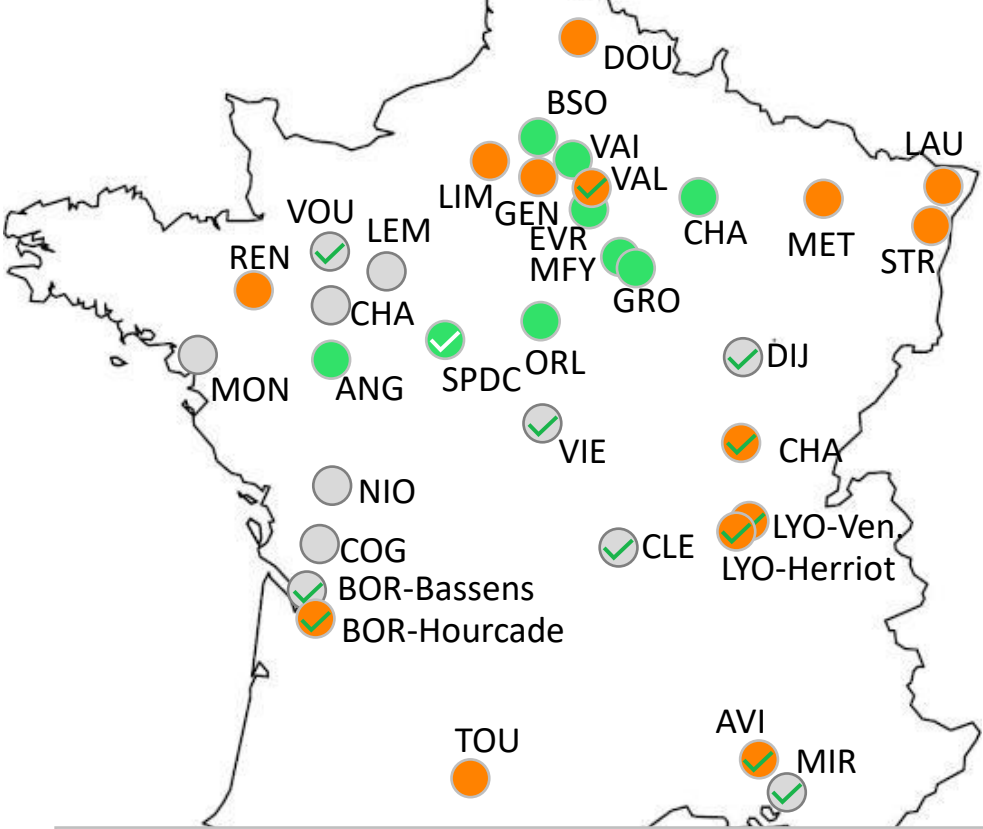 DOU
BSO
VAI
LAU
VAL
LIM
GEN
VOU
LEM
CHA
EVR
MET
REN
STR
MFY
GRO
CHA
ORL
DIJ
SPDC
MON
ANG
VIE
CHA
NIO
LYO-Ven.
COG
CLE
LYO-Herriot
BOR-Bassens
BOR-Hourcade
AVI
TOU
MIR